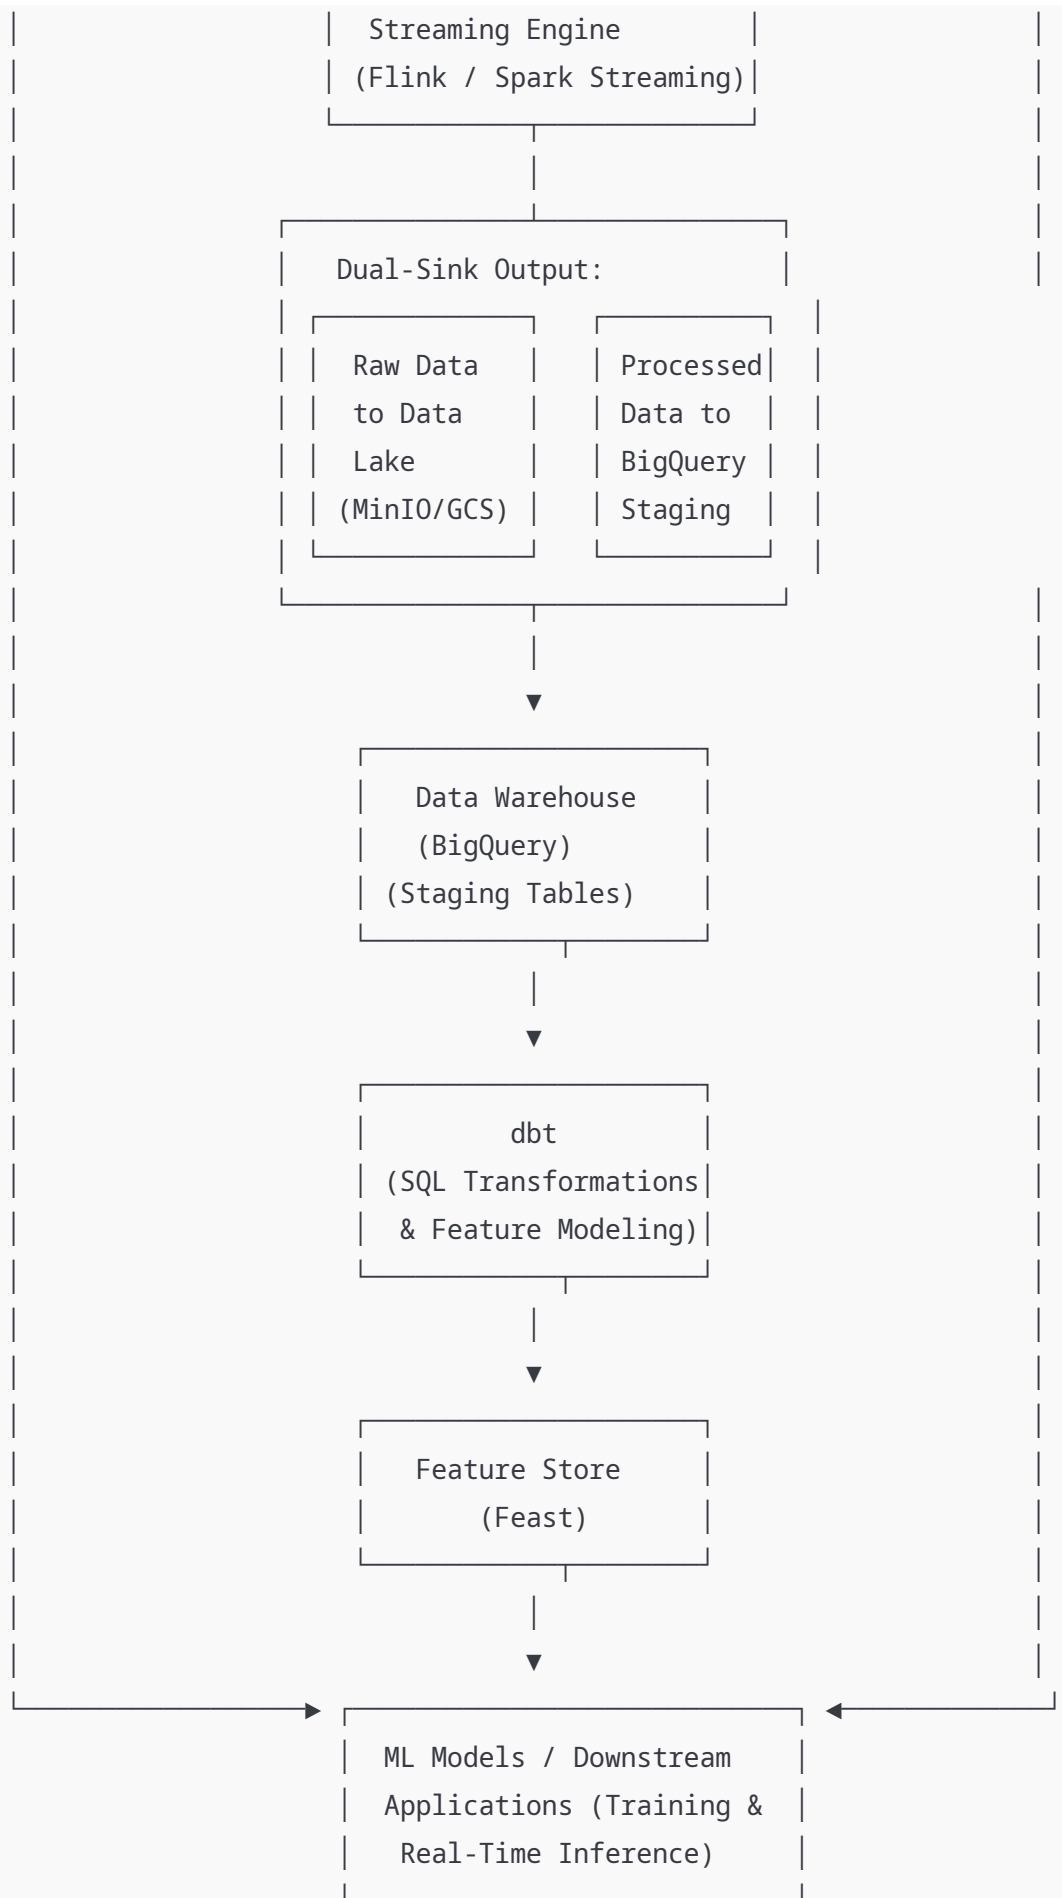 Streaming Engine
(Flink / Spark Streaming)
Dual-Sink Output:
Raw Data Processed
to Data Data to
Lake BigQuery
(MinIO/GCS) Staging
Data Warehouse
(BigQuery)
(Staging Tables)
dbt
(SQL Transformations
& Feature Modeling)
Feature Store
(Feast)
ML Models / Downstream
Applications (Training &
Real-Time Inference)